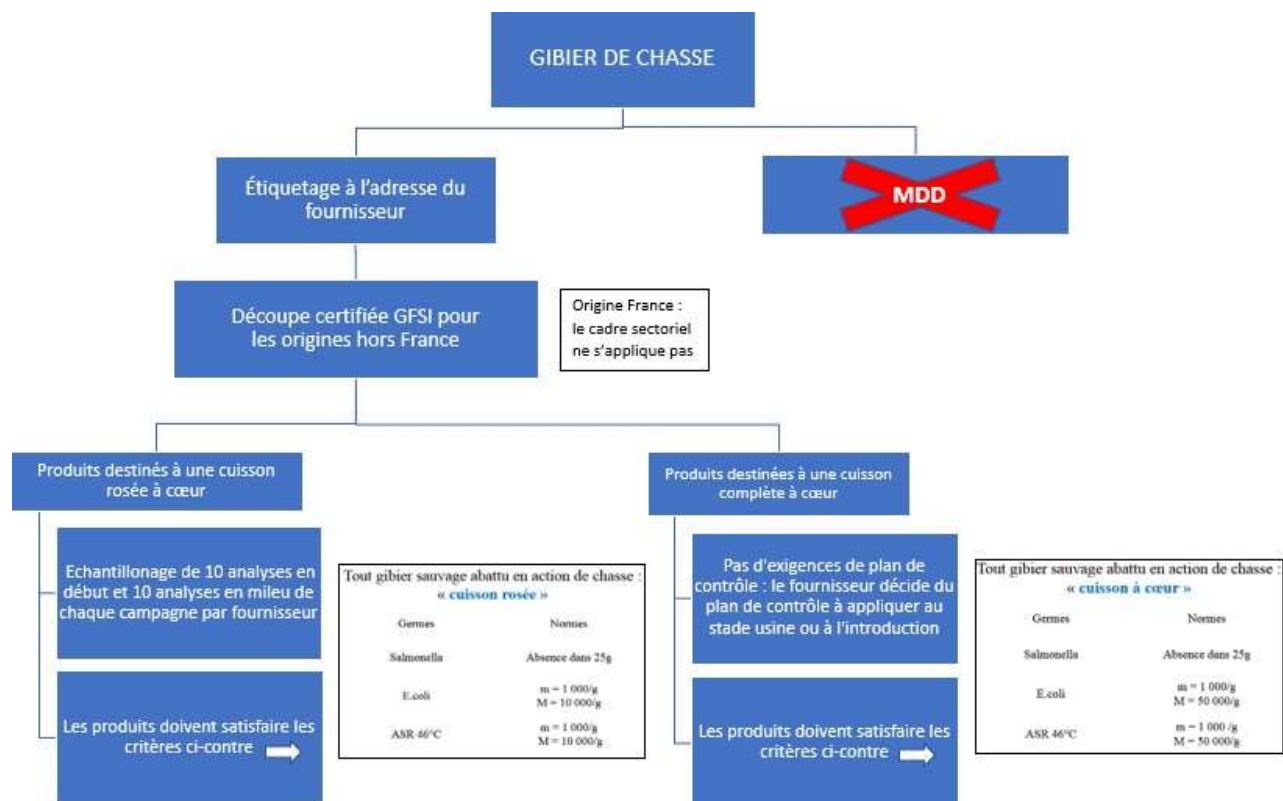 GIBIER DE CHASSE
Étiquetage à l'adresse du
fournisseur
MDD
Découpe certifiée GFSI pour
les origines hors France
Origine France :
le cadre sectoriel
ne s'applique pas
Produits destinés à une cuisson
rosée à cœur
Echantillonage de 10 analyses en
début et 10 analyses en mileu de
chaque campagne par fournisseur
Les produits doivent satisfaire les
critères ci-contre
Tout gibier sauvage abattu en action de chasse :
« cuisson rosée »
Germes Normes
Salmonella Absence dans 25g
E.coli m = 1 000/g
M = 10 000/g
ASR 46°C m = 1 000/g
M = 10 000/g
Produits destinées à une cuisson
complète à cœur
Pas d'exigences de plan de
contrôle : le fournisseur décide du
plan de contrôle à appliquer au
stade usine ou à l'introduction
Les produits doivent satisfaire les
critères ci-contre
Tout gibier sauvage abattu en action de chasse :
« cuisson à cœur »
Germes Normes
Salmonella Absence dans 25g
E.coli m = 1 000/g
M = 50 000/g
ASR 46°C m = 1 000 /g
M = 50 000/g